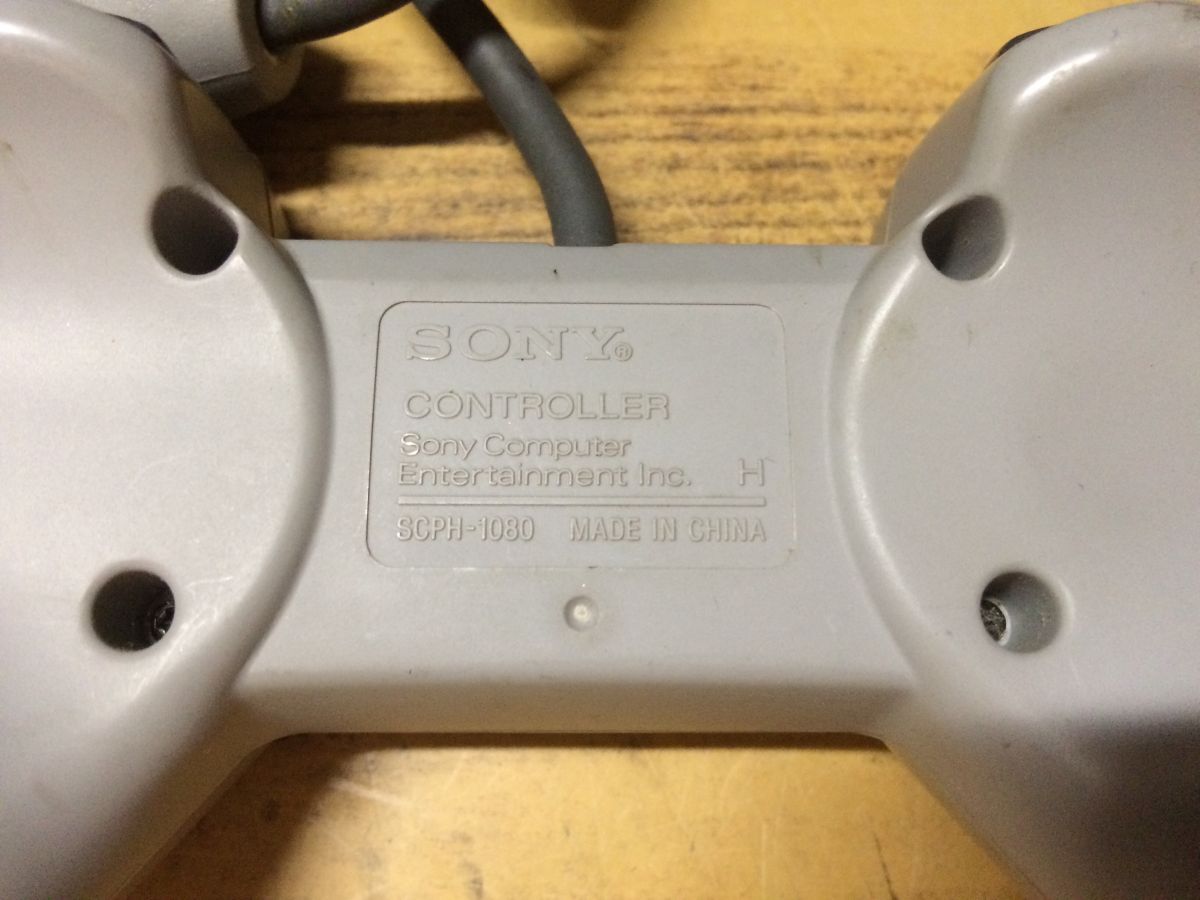 SONY®
CONTROLLER
Sony Computer
Entertainment Inc. H
SCPH-1080 MADE IN CHINA